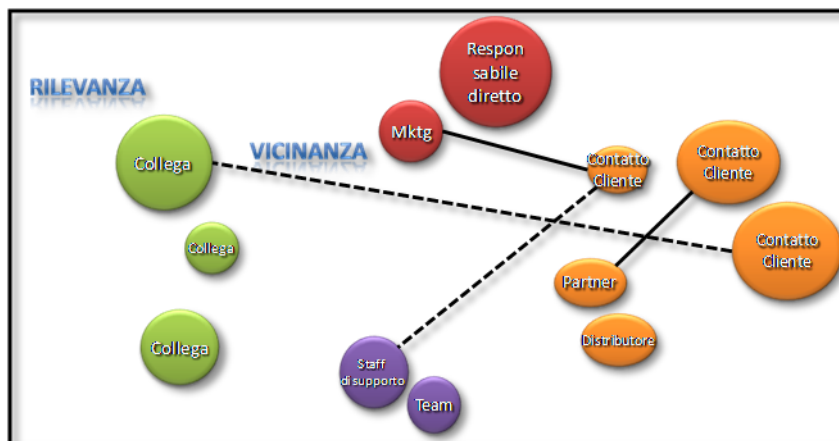 Respon
sabile
diretto
RILEVANZA
Mktg
VICINANZA
Collega
Contatto
Cliente
Contatto
Cliente
Collega
Contatto
Cliente
Partner
Collega
Distributore
Staff
di supporto
Team